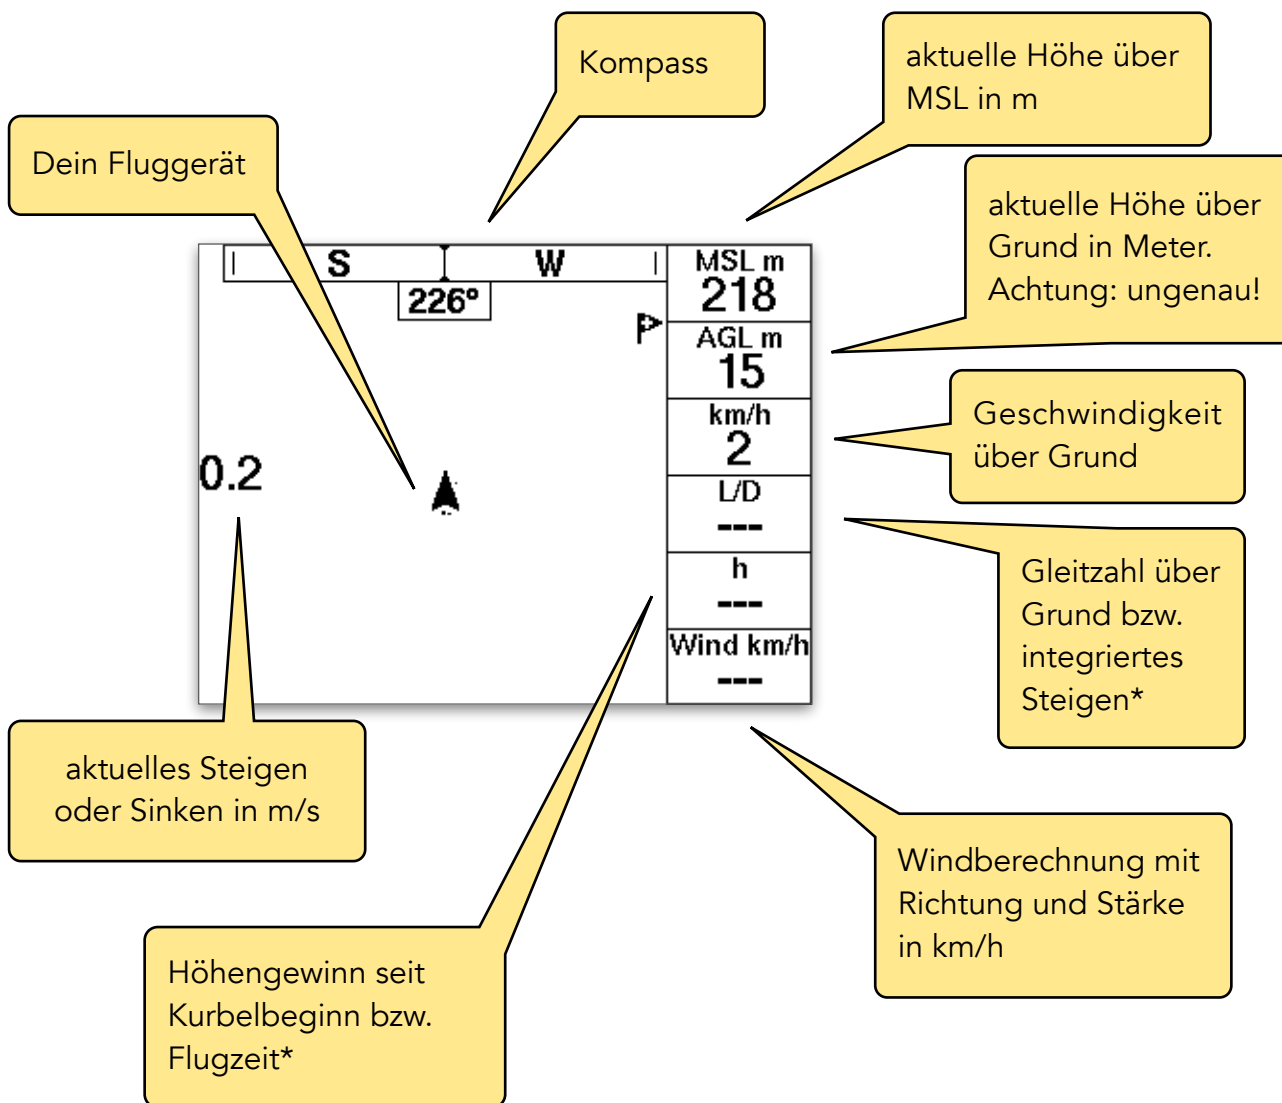 Kompass
aktuelle Höhe über
MSL in m
Dein Fluggerät
aktuelle Höhe über
Grund in Meter.
Achtung: ungenau!
S W
226°
MSL m
218
AGL m
15
km/h
2
L/D
---
h
---
Wind km/h
---
0.2
Geschwindigkeit
über Grund
Gleitzahl über
Grund bzw.
integriertes
Steigen*
aktuelles Steigen
oder Sinken in m/s
Windberechnung mit
Richtung und Stärke
in km/h
Höhengewinn seit
Kurbelbeginn bzw.
Flugzeit*